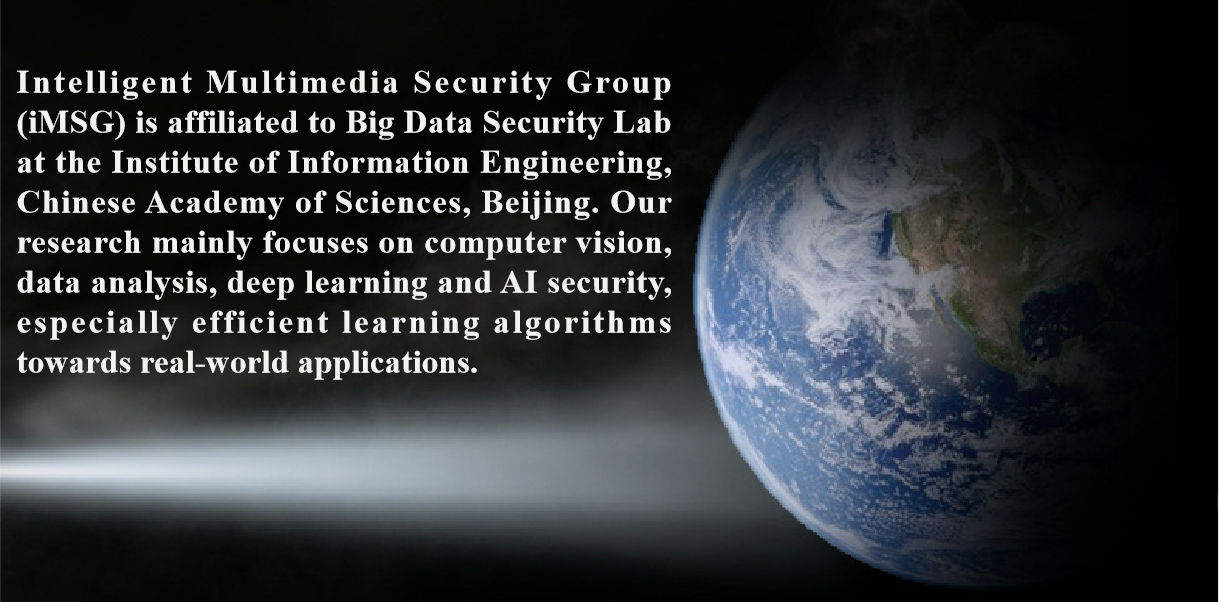 Intelligent Multimedia Security Group
(iMSG) is affiliated to Big Data Security Lab
at the Institute of Information Engineering,
Chinese Academy of Sciences, Beijing. Our
research mainly focuses on computer vision,
data analysis, deep learning and AI security,
especially efficient learning algorithms
towards real-world applications.